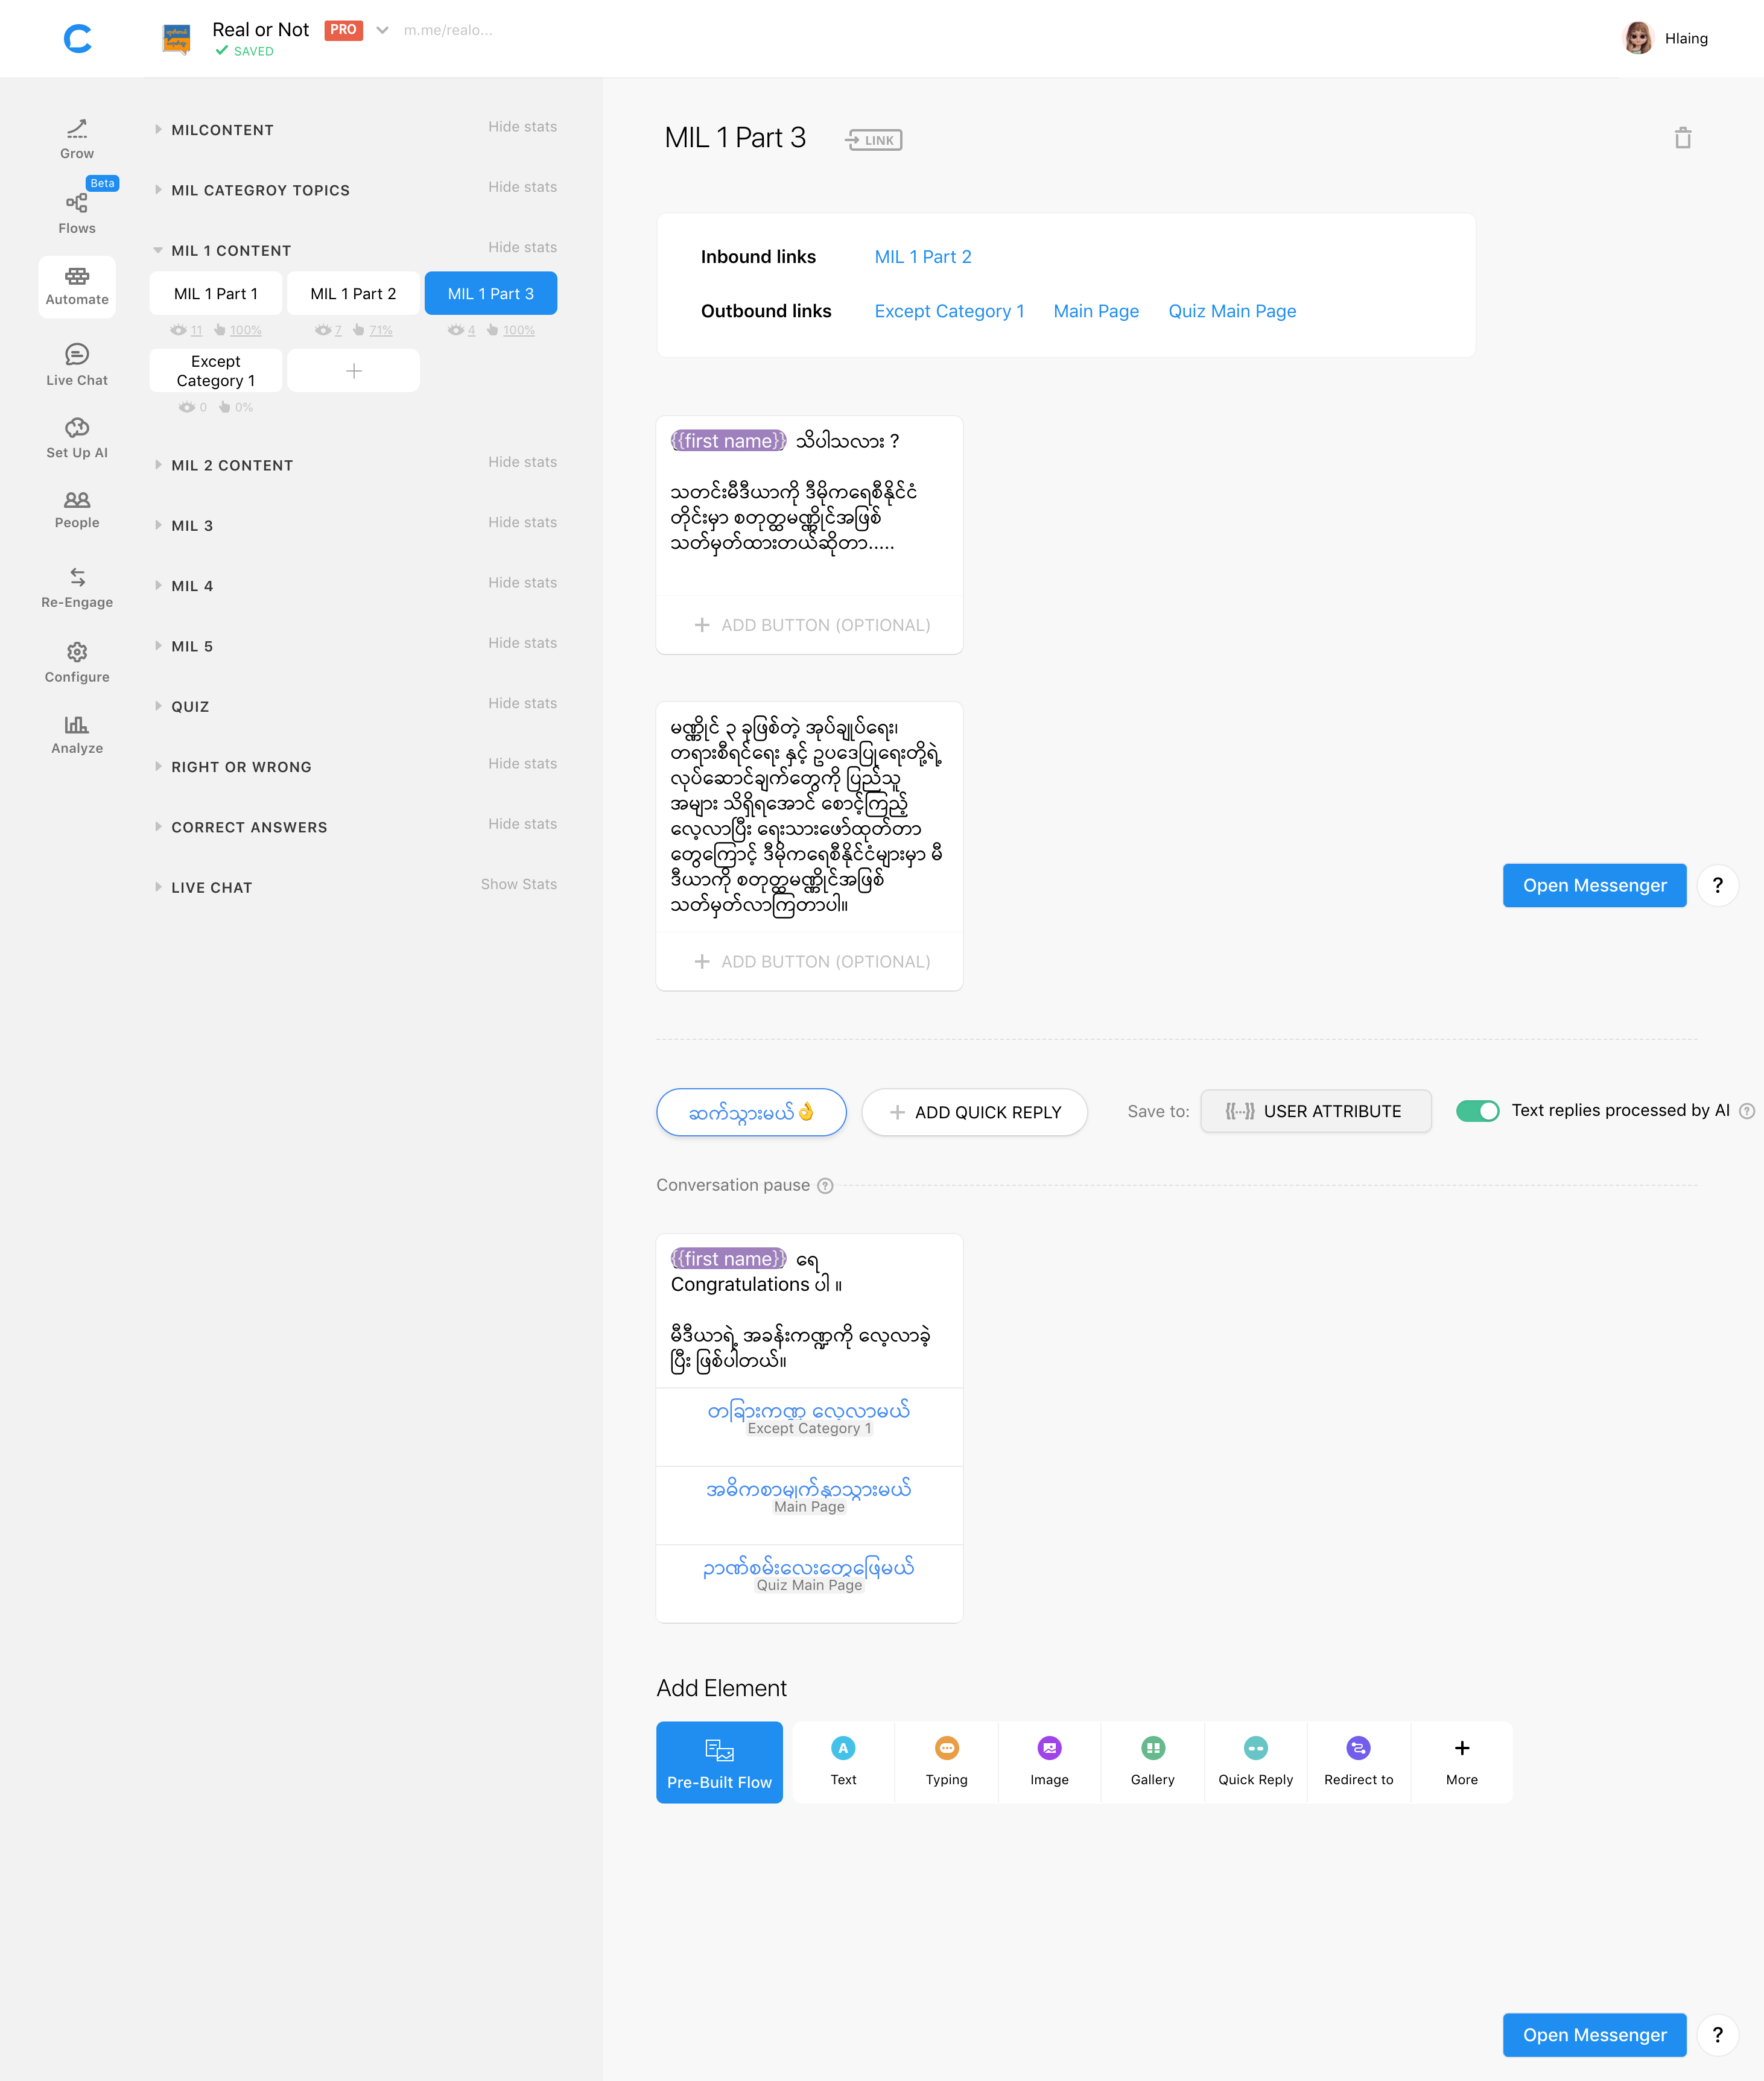 Real or Not PRO m.me/realo...
SAVED
Hlaing
Grow
Beta
Flows
Automate
Live Chat
Set Up AI
People
Re-Engage
Configure
Analyze
MILCONTENT Hide stats
MIL CATEGROY TOPICS Hide stats
MIL 1 CONTENT Hide stats
MIL 1 Part 1 MIL 1 Part 2 MIL 1 Part 3
11 100% 7 71% 4 100%
Except
Category 1
0 0%
MIL 2 CONTENT Hide stats
MIL 3 Hide stats
MIL 4 Hide stats
MIL 5 Hide stats
QUIZ Hide stats
RIGHT OR WRONG Hide stats
CORRECT ANSWERS Hide stats
LIVE CHAT Show Stats
MIL 1 Part 3 LINK
Inbound links MIL 1 Part 2
Outbound links Except Category 1 Main Page Quiz Main Page
{{first name}} သိပါသလား ?
သတင်းမီဒီယာကို ဒီမိုကရေစီနိုင်ငံ
တိုင်းမှာ စတုတ္ထမဏ္ဍိုင်အဖြစ်
သတ်မှတ်ထားတယ်ဆိုတာ.....
+ ADD BUTTON (OPTIONAL)
မဏ္ဍိုင် ၃ ခုဖြစ်တဲ့ အုပ်ချုပ်ရေး၊
တရားစီရင်ရေး နှင့် ဥပဒေပြုရေးတို့ရဲ့
လုပ်ဆောင်ချက်တွေကို ပြည်သူ
အများ သိရှိရအောင် စောင့်ကြည့်
လေ့လာပြီး ရေးသားဖော်ထုတ်တာ
တွေကြောင့် ဒီမိုကရေစီနိုင်ငံများမှာ မီ
ဒီယာကို စတုတ္ထမဏ္ဍိုင်အဖြစ်
သတ်မှတ်လာကြတာပါ။
+ ADD BUTTON (OPTIONAL)
Open Messenger ?
ဆက်သွားမယ်👌 + ADD QUICK REPLY Save to: {{...}} USER ATTRIBUTE Text replies processed by AI ?
Conversation pause ?
{{first name}} ရေ
Congratulations ပါ ။
မီဒီယာရဲ့ အခန်းကဏ္ဍကို လေ့လာခဲ့
ပြီး ဖြစ်ပါတယ်။
တခြားကဏ္ဍ လေ့လာမယ်
Except Category 1
အဓိကစာမျက်နှာသွားမယ်
Main Page
ဉာဏ်စမ်းလေးတွေဖြေမယ်
Quiz Main Page
Add Element
Pre-Built Flow
Text
Typing
Image
Gallery
Quick Reply
Redirect to
More
Open Messenger ?